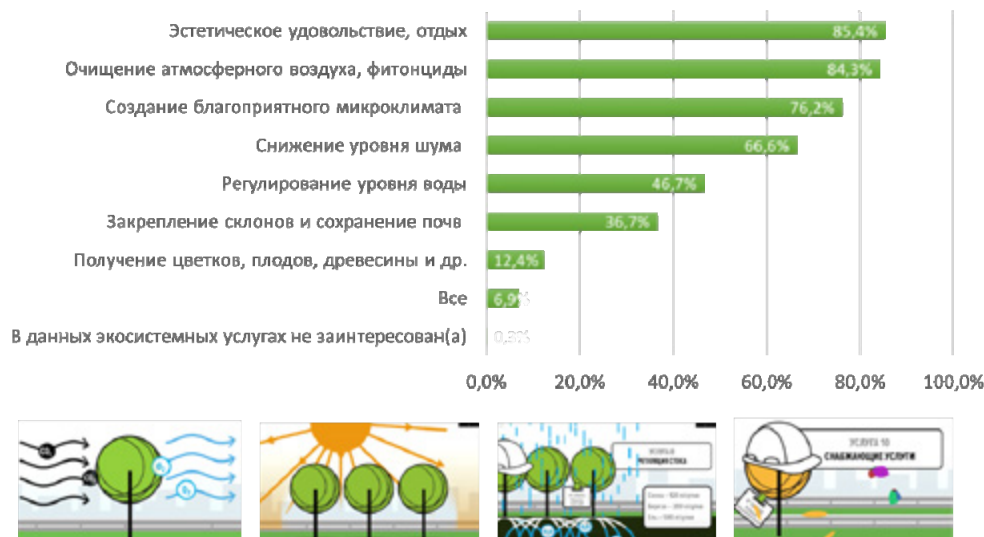 Эстетическое удовольствие, отдых
85,4%
Очищение атмосферного воздуха, фитонциды
84,3%
Создание благоприятного микроклимата
76,2%
Снижение уровня шума
66,6%
Регулирование уровня воды
46,7%
Закрепление склонов и сохранение почв
36,7%
Получение цветков, плодов, древесины и др.
12,4%
Все
6,9%
В данных экосистемных услугах не заинтересован(а)
0,3%
0,0% 20,0% 40,0% 60,0% 80,0% 100,0%
УСЛУГА 10
СНАБЖАЮЩИЕ УСЛУГИ